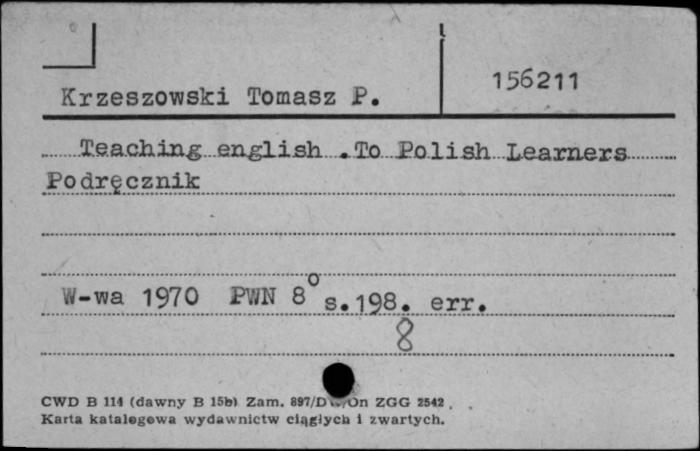 Krzeszowski Tomasz P.
156211
Teaching english .To Polish Learners
Podręcznik
W-wa 1970 PWN 8° s.198. err.
8
CWD B 114 (dawny B 15b) Zam. 897/D On ZGG 2542.
Karta katalogowa wydawnictw ciągłych i zwartych.